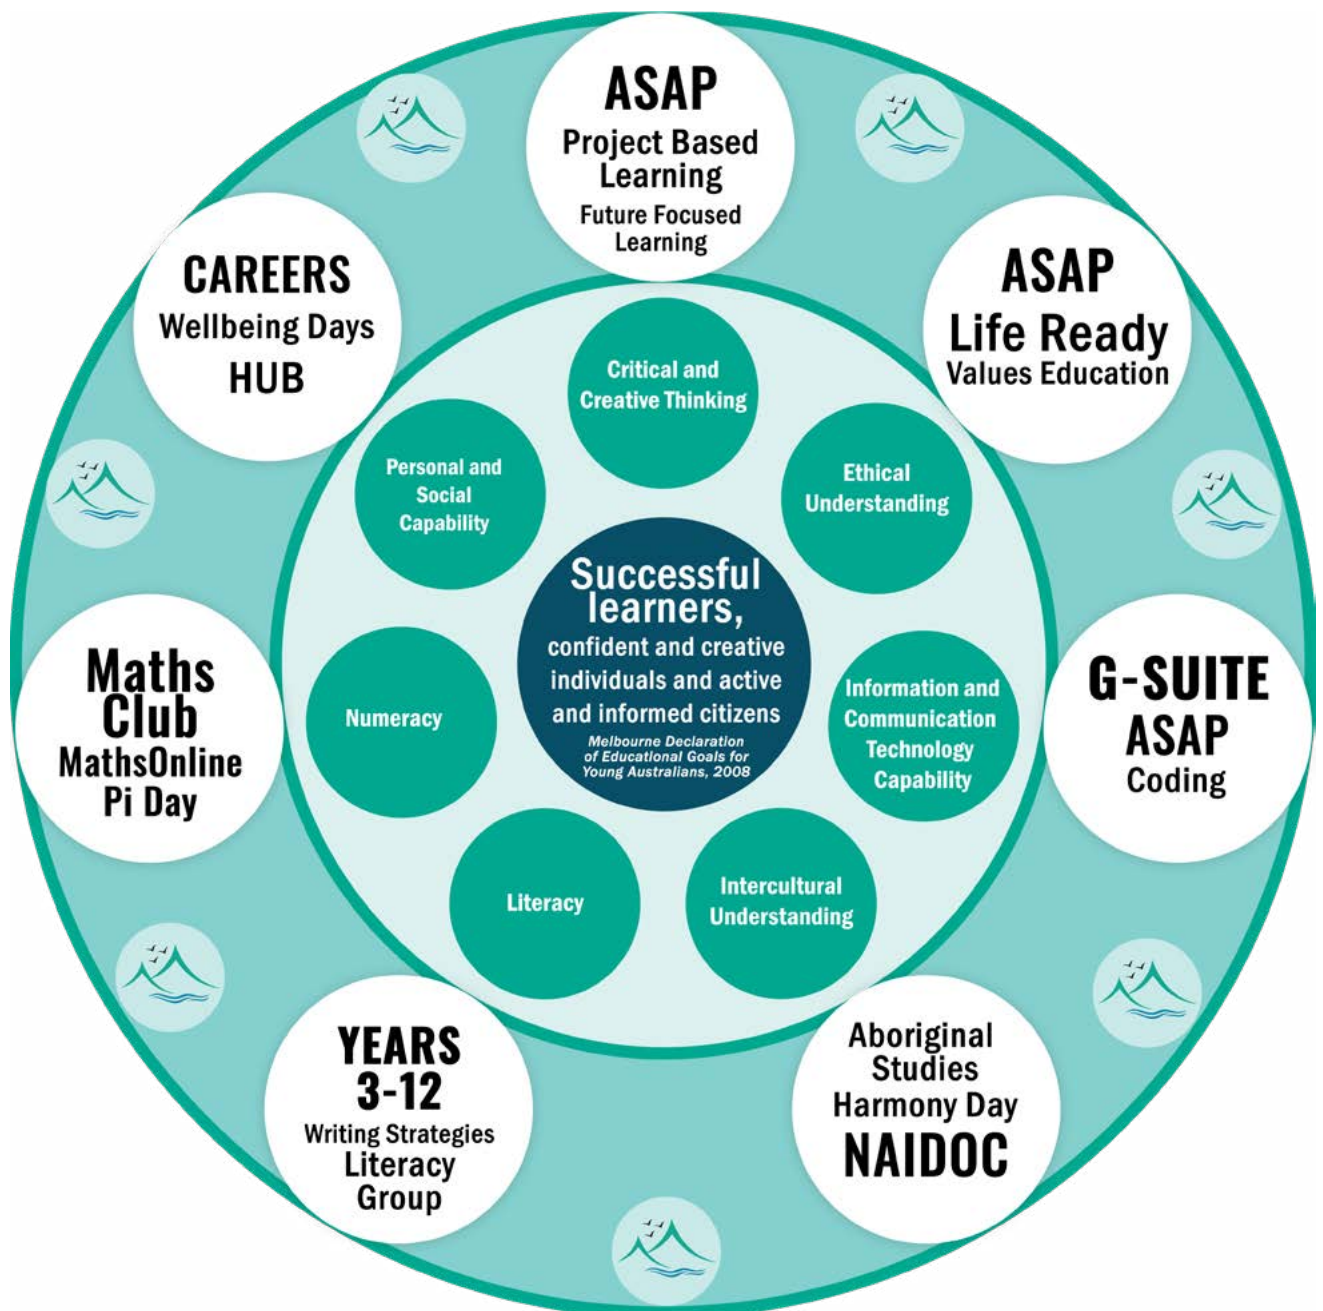 ASAP
Project Based
Learning
Future Focused
Learning
CAREERS
Wellbeing Days
HUB
ASAP
Life Ready
Values Education
Critical and
Creative Thinking
Personal and
Social
Capability
Ethical
Understanding
Successful
learners,
confident and creative
individuals and active
and informed citizens
Melbourne Declaration
of Educational Goals for
Young Australians, 2008
Maths
Club
MathsOnline
Pi Day
Numeracy
Information and
Communication
Technology
Capability
G-SUITE
ASAP
Coding
Literacy
Intercultural
Understanding
YEARS
3-12
Writing Strategies
Literacy
Group
Aboriginal
Studies
Harmony Day
NAIDOC